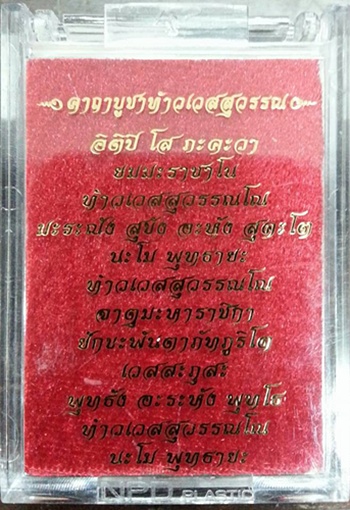 คาถาบูชาท้าวเวสสุวรรณ
อิติปิ โส ภะคะวา
ยมมะราชาโน
ท้าวเวสสุวรรณโณ
มะระณัง สุขัง อะหัง สุคะโต
นะโม พุทธายะ
ท้าวเวสสุวรรณโณ
จาตุมะหาราชิกา
ยักขะพันตาภัทภูริโต
เวสสะภูสะ
พุทธัง อะระหัง พุทโธ
ท้าวเวสสุวรรณโณ
นะโม พุทธายะ
PLASTIC